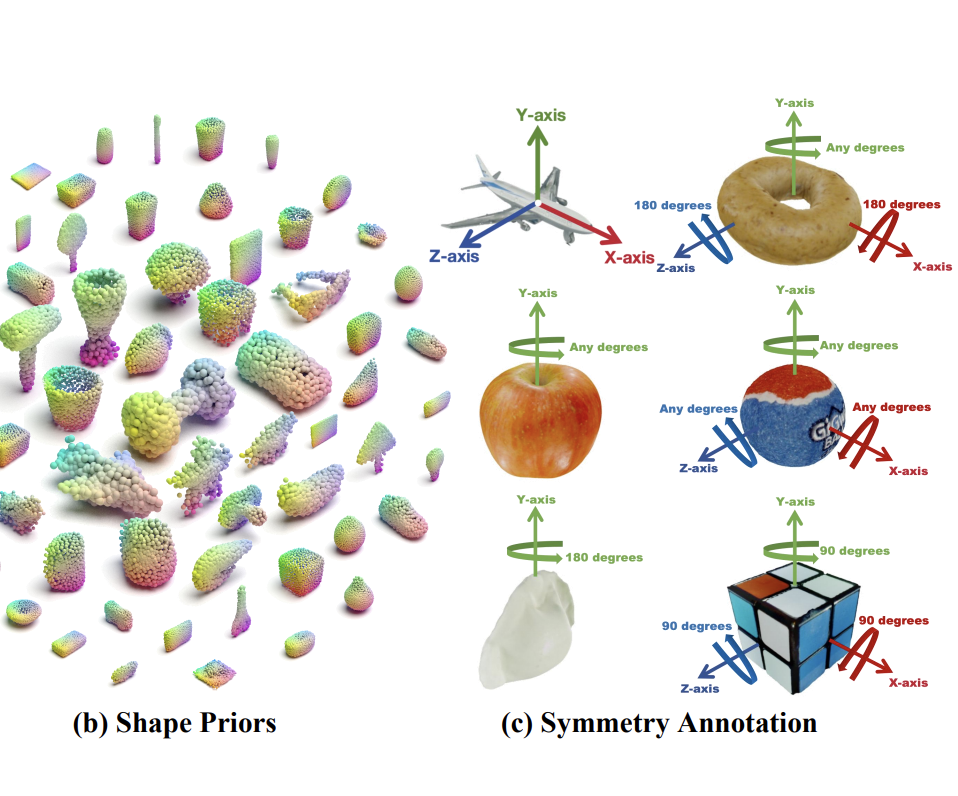 Y-axis
Z-axis
X-axis
Y-axis
Any degrees
180 degrees
180 degrees
Z-axis
X-axis
Y-axis
Any degrees
Y-axis
Any degrees
Any degrees
Any degrees
Z-axis
X-axis
Y-axis
180 degrees
Y-axis
90 degrees
90 degrees
90 degrees
Z-axis
X-axis
(b) Shape Priors
(c) Symmetry Annotation